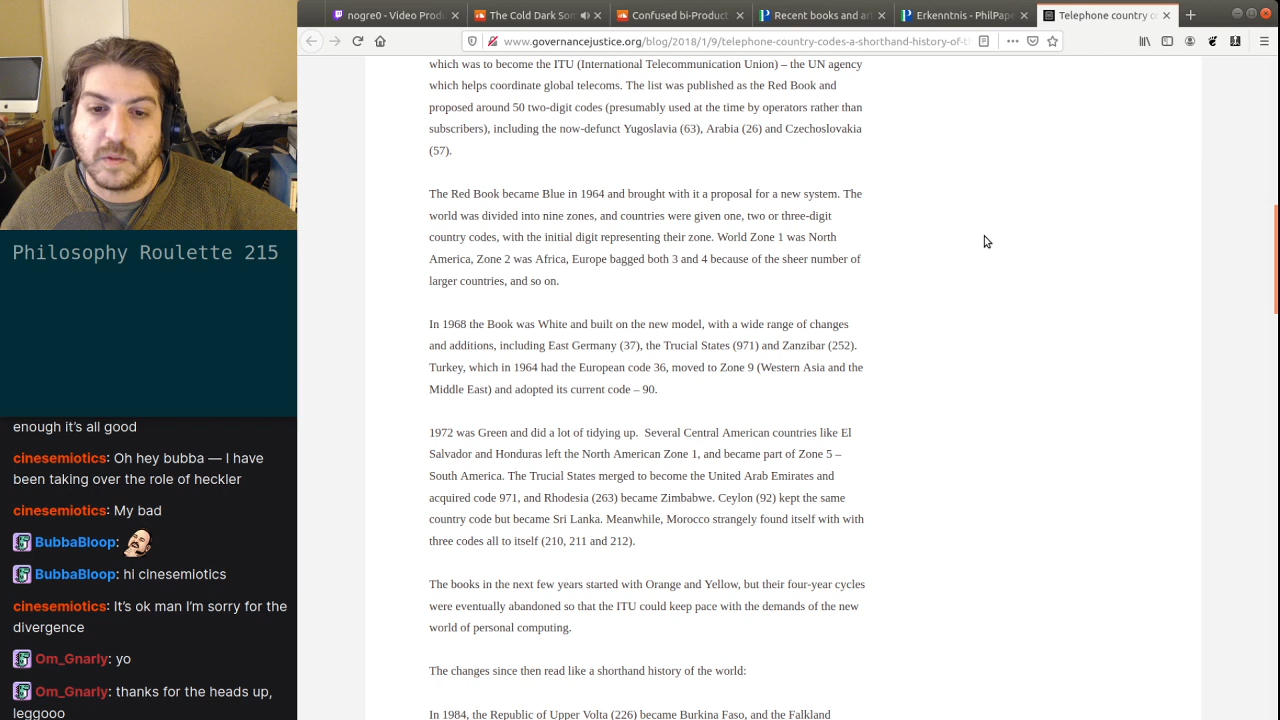 nogre0 - Video Produ
The Cold Dark Som
Confused bi-Product
Recent books and ar
Erkenntnis - PhilPape
Telephone country co
www.governancejustice.org/blog/2018/1/9/telephone-country-codes-a-shorthand-history-of-t
which was to become the ITU (International Telecommunication Union) – the UN agency
which helps coordinate global telecoms. The list was published as the Red Book and
proposed around 50 two-digit codes (presumably used at the time by operators rather than
subscribers), including the now-defunct Yugoslavia (63), Arabia (26) and Czechoslovakia
(57).
The Red Book became Blue in 1964 and brought with it a proposal for a new system. The
world was divided into nine zones, and countries were given one, two or three-digit
country codes, with the initial digit representing their zone. World Zone 1 was North
America, Zone 2 was Africa, Europe bagged both 3 and 4 because of the sheer number of
larger countries, and so on.
In 1968 the Book was White and built on the new model, with a wide range of changes
and additions, including East Germany (37), the Trucial States (971) and Zanzibar (252).
Turkey, which in 1964 had the European code 36, moved to Zone 9 (Western Asia and the
Middle East) and adopted its current code – 90.
1972 was Green and did a lot of tidying up.  Several Central American countries like El
Salvador and Honduras left the North American Zone 1, and became part of Zone 5 –
South America. The Trucial States merged to become the United Arab Emirates and
acquired code 971, and Rhodesia (263) became Zimbabwe. Ceylon (92) kept the same
country code but became Sri Lanka. Meanwhile, Morocco strangely found itself with with
three codes all to itself (210, 211 and 212).
The books in the next few years started with Orange and Yellow, but their four-year cycles
were eventually abandoned so that the ITU could keep pace with the demands of the new
world of personal computing.
The changes since then read like a shorthand history of the world:
In 1984, the Republic of Upper Volta (226) became Burkina Faso, and the Falkland
Philosophy Roulette 215
enough it's all good
cinesemiotics: Oh hey bubba — I have
been taking over the role of heckler
cinesemiotics: My bad
BubbaBloop:
BubbaBloop: hi cinesemiotics
cinesemiotics: It's ok man I'm sorry for the
divergence
Om_Gnarly: yo
Om_Gnarly: thanks for the heads up,
leggooo